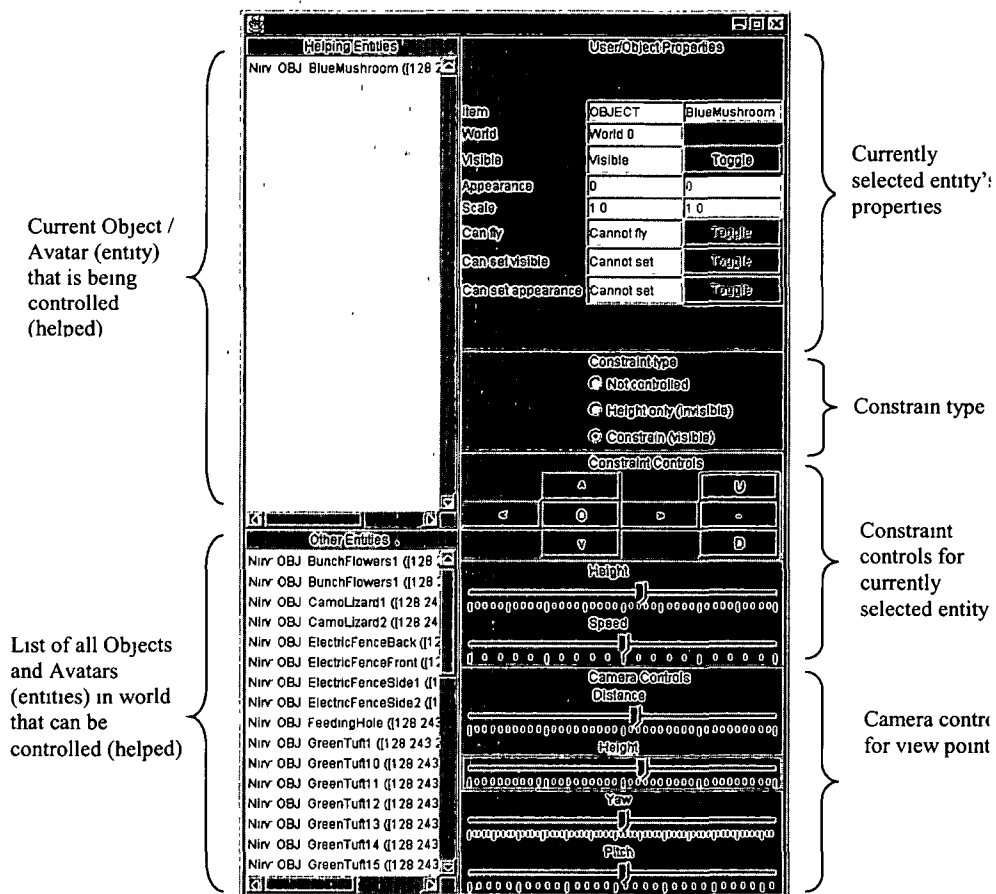 Helping Entities
Nirv OBJ BlueMushroom ([128 2
User/Object Properties
Item OBJECT BlueMushroom
World World 0
Visible Visible Toggle
Appearance 0 0
Scale 1 0 1 0
Can fly Cannot fly Toggle
Can set visible Cannot set Toggle
Can set appearance Cannot set Toggle
Currently
selected entity's
properties
Current Object /
Avatar (entity)
that is being
controlled
(helped)
Constraint type
Not controlled
Height only (invisible)
Constrain (visible)
Constrain type
Constraint Controls
^ U
< 0 > -
V D
Height
Speed
Constraint
controls for
currently
selected entity
Other Entities
Nirv OBJ BunchFlowers1 ([128 2
Nirv OBJ BunchFlowers1 ([128 2
Nirv OBJ CamoLizard1 ([128 24
Nirv OBJ CamoLizard2 ([128 24
Nirv OBJ ElectricFenceBack ([12
Nirv OBJ ElectricFenceFront ([12
Nirv OBJ ElectricFenceSide1 ([1
Nirv OBJ ElectricFenceSide2 ([1
Nirv OBJ FeedingHole ([128 243
Nirv OBJ GreenTuft1 ([128 243 2
Nirv OBJ GreenTuft10 ([128 243
Nirv OBJ GreenTuft11 ([128 243
Nirv OBJ GreenTuft12 ([128 243
Nirv OBJ GreenTuft13 ([128 243
Nirv OBJ GreenTuft14 ([128 243
Nirv OBJ GreenTuft15 ([128 243
List of all Objects
and Avatars
(entities) in world
that can be
controlled (helped)
Camera Controls
Distance
Height
Yaw
Pitch
Camera contro
for view point